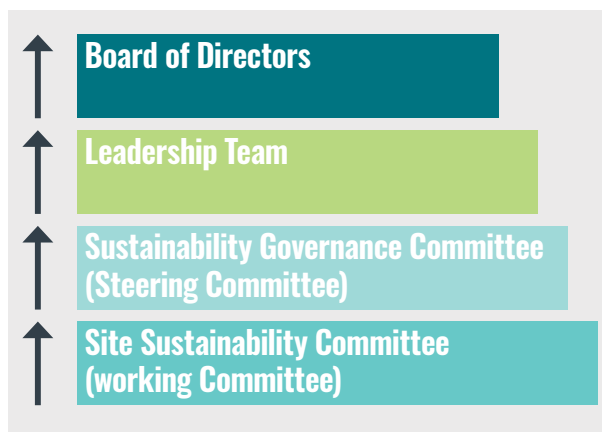 Board of Directors
Leadership Team
Sustainability Governance Committee
(Steering Committee)
Site Sustainability Committee
(working Committee)